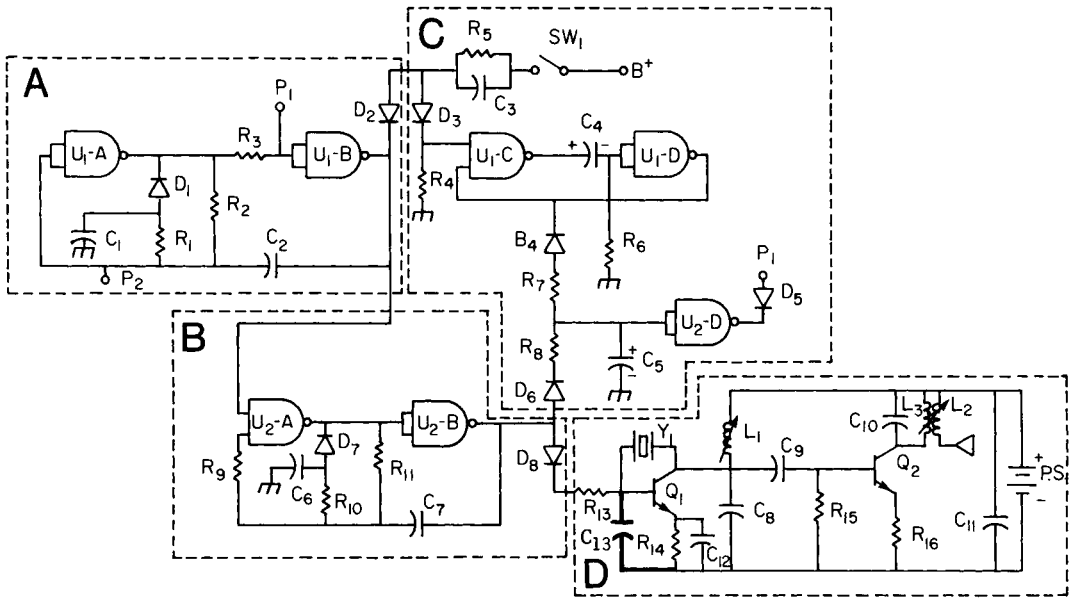 A
C
R5
SW1
B+
C3
P1
D2
D3
R3
C4
+ -
U1-A
U1-B
U1-C
U1-D
D1
R4
R2
C1
R1
C2
P2
B4
R6
R7
P1
D5
U2-D
B
R8
+
C5
-
D6
U2-A
U2-B
D7
R9
R11
C6
R10
C7
D8
Y1
L1
C10
L3
L2
C9
Q1
Q2
+
P.S.
-
R13
C13
R14
C12
C8
R15
R16
C11
D